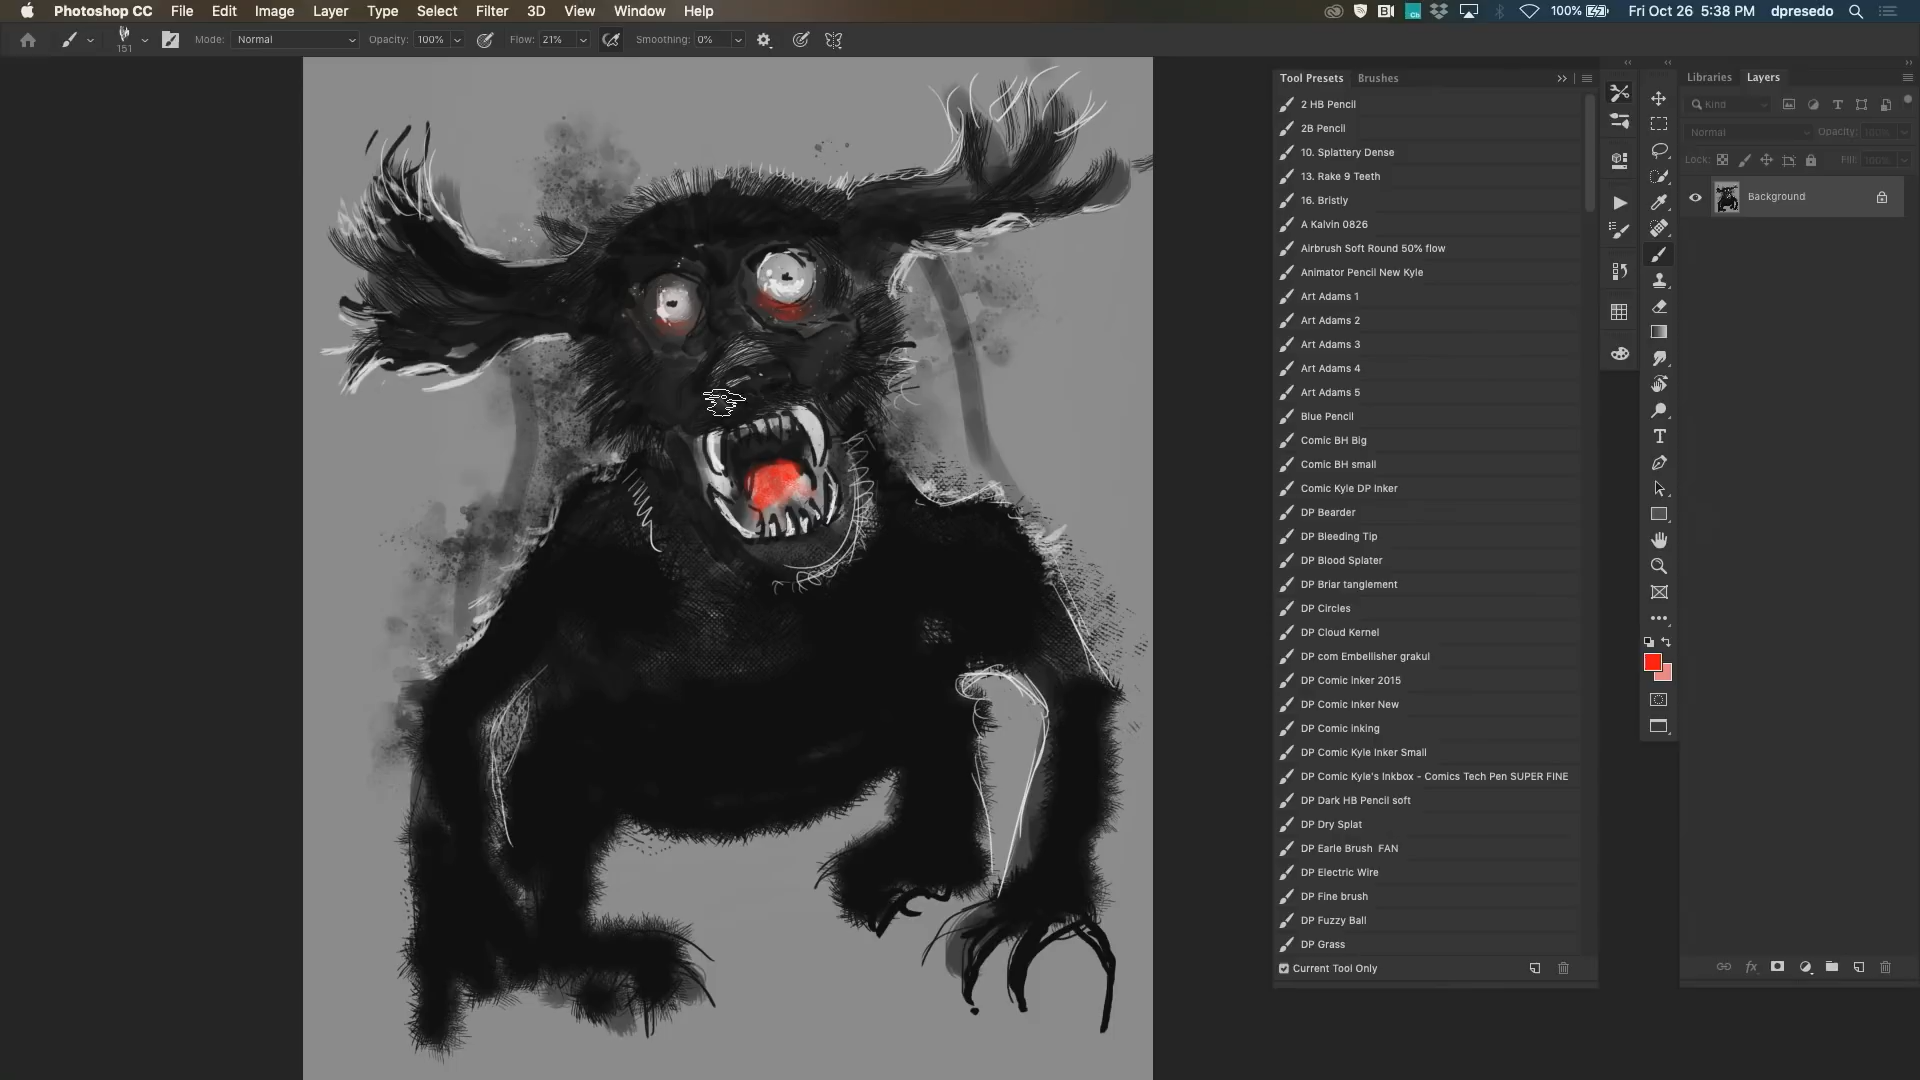 Photoshop CC File Edit Image Layer Type Select Filter 3D View Window Help 100% Fri Oct 26 5:38 PM dpresedo
151 Mode: Normal Opacity: 100% Flow: 21% Smoothing: 0%
Tool Presets Brushes
2 HB Pencil
2B Pencil
10. Splattery Dense
13. Rake 9 Teeth
16. Bristly
A Kalvin 0826
Airbrush Soft Round 50% flow
Animator Pencil New Kyle
Art Adams 1
Art Adams 2
Art Adams 3
Art Adams 4
Art Adams 5
Blue Pencil
Comic BH Big
Comic BH small
Comic Kyle DP Inker
DP Bearder
DP Bleeding Tip
DP Blood Splater
DP Briar tanglement
DP Circles
DP Cloud Kernel
DP com Embellisher grakul
DP Comic inker 2015
DP Comic Inker New
DP Comic inking
DP Comic Kyle Inker Small
DP Comic Kyle's Inkbox - Comics Tech Pen SUPER FINE
DP Dark HB Pencil soft
DP Dry Splat
DP Earle Brush FAN
DP Electric Wire
DP Fine brush
DP Fuzzy Ball
DP Grass
Current Tool Only
Libraries Layers
Kind
Normal Opacity: 100%
Lock: Fill: 100%
Background
fx